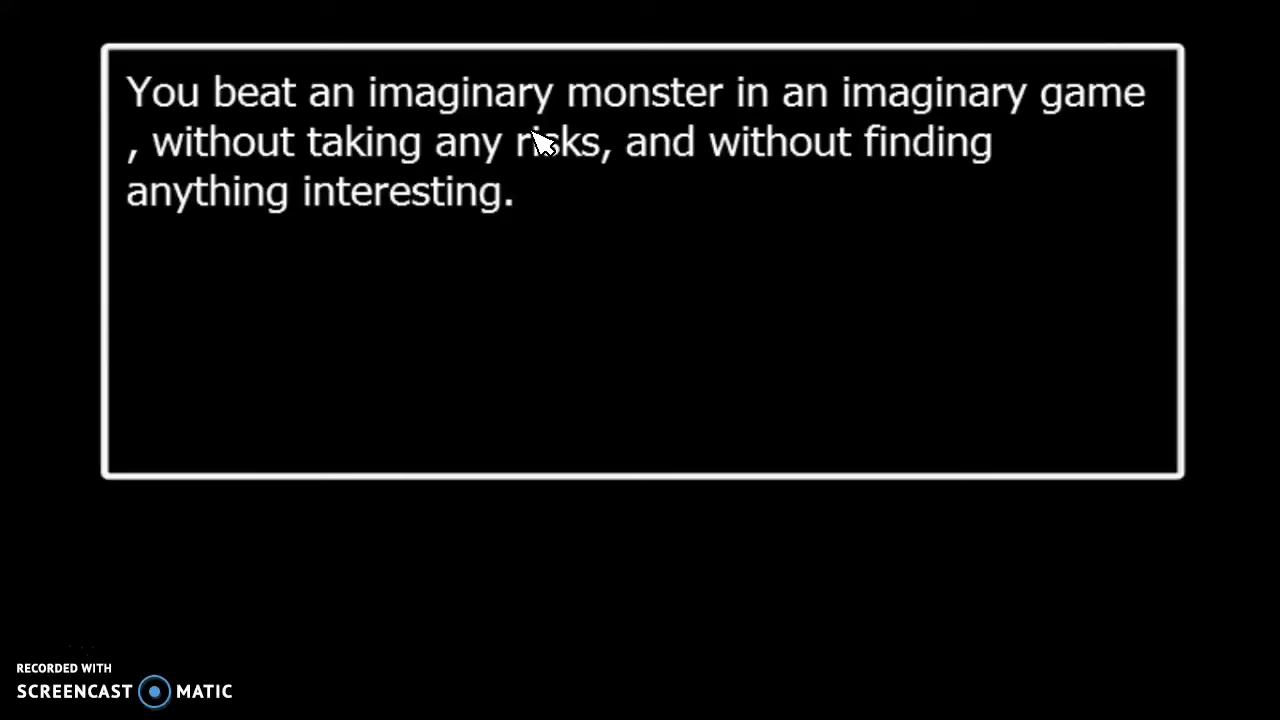 You beat an imaginary monster in an imaginary game
, without taking any risks, and without finding
anything interesting.
RECORDED WITH
SCREENCAST MATIC